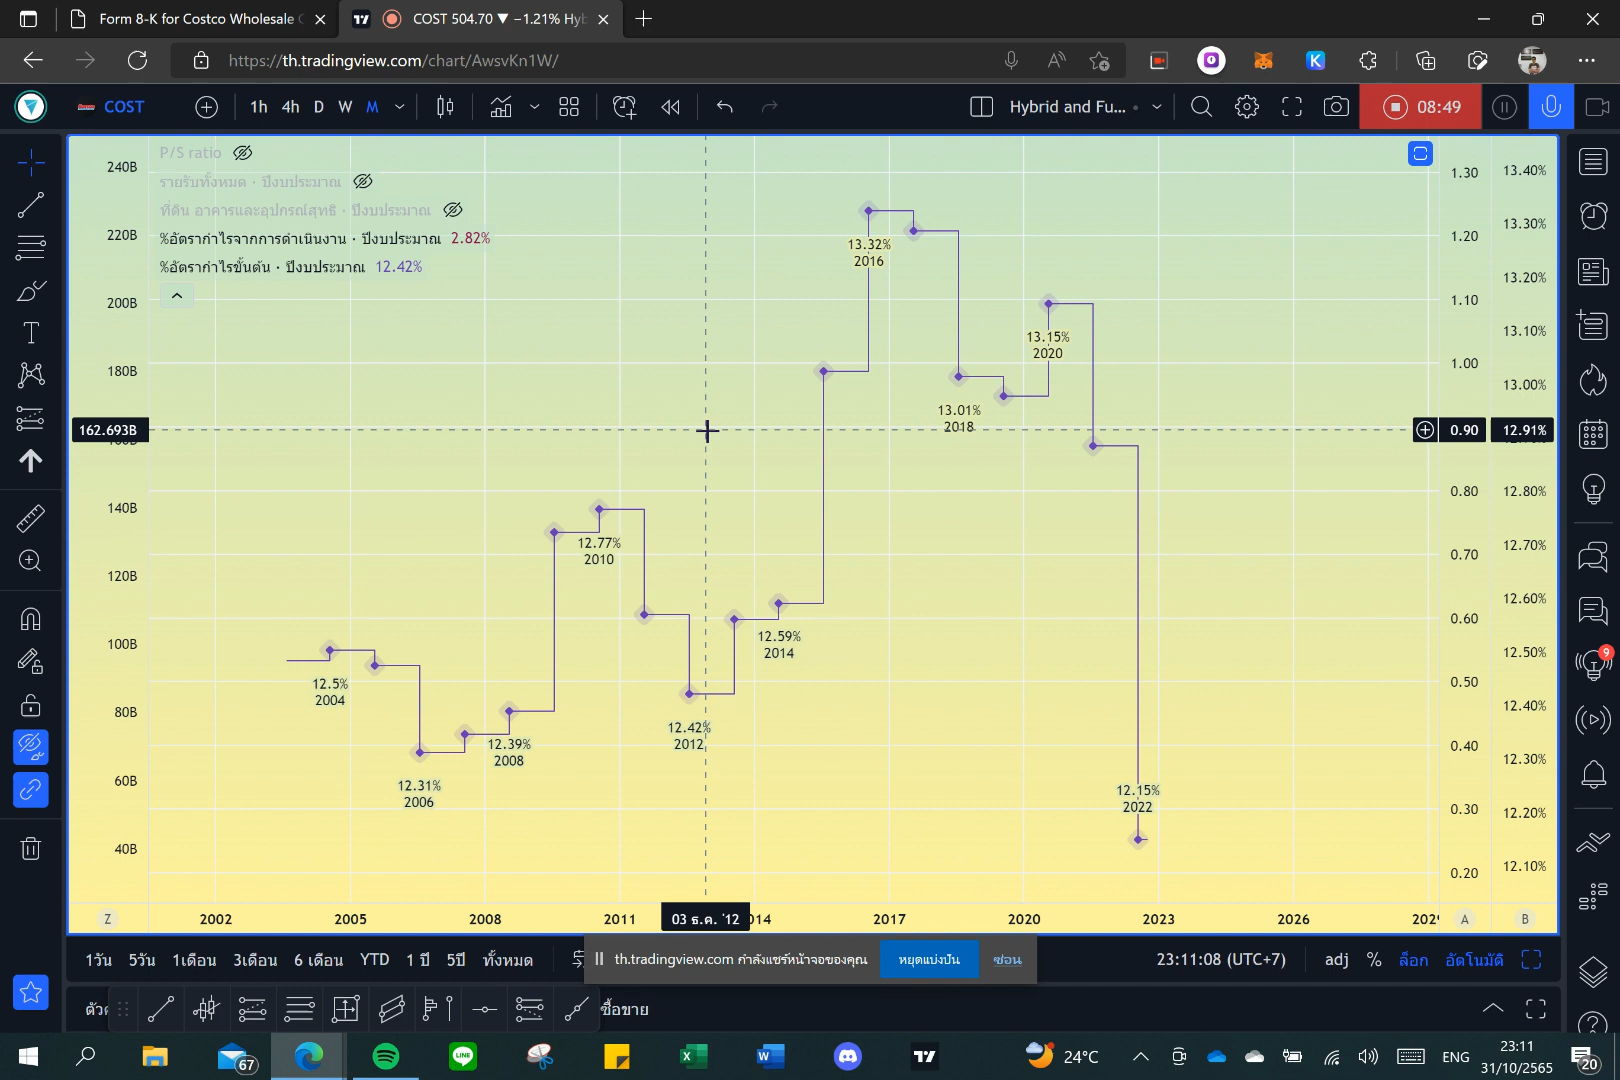 Form 8-K for Costco Wholesale C
COST 504.70 ▼ −1.21% Hyb
https://th.tradingview.com/chart/AwsvKn1W/
COST
1h 4h D W M
Hybrid and Fu...
08:49
P/S ratio
รายรับทั้งหมด · ปีงบประมาณ
ที่ดิน อาคารและอุปกรณ์สุทธิ · ปีงบประมาณ
%อัตรากำไรจากการดำเนินงาน · ปีงบประมาณ 2.82%
%อัตรากำไรขั้นต้น · ปีงบประมาณ 12.42%
240B
220B
200B
180B
162.693B
140B
120B
100B
80B
60B
40B
12.5%
2004
12.31%
2006
12.39%
2008
12.77%
2010
12.42%
2012
12.59%
2014
13.32%
2016
13.01%
2018
13.15%
2020
12.15%
2022
1.30
1.20
1.10
1.00
0.90
0.80
0.70
0.60
0.50
0.40
0.30
0.20
13.40%
13.30%
13.20%
13.10%
13.00%
12.91%
12.80%
12.70%
12.60%
12.50%
12.40%
12.30%
12.20%
12.10%
9
Z 2002 2005 2008 2011 03 ธ.ค. '12 014 2017 2020 2023 2026 A B
1วัน 5วัน 1เดือน 3เดือน 6 เดือน YTD 1 ปี 5ปี ทั้งหมด
th.tradingview.com กำลังแชร์หน้าจอของคุณ หยุดแบ่งปัน ซ่อน
23:11:08 (UTC+7) adj % ล็อก อัตโนมัติ
ซื้อขาย
67
LINE
24°C
ENG
23:11
31/10/2565
20